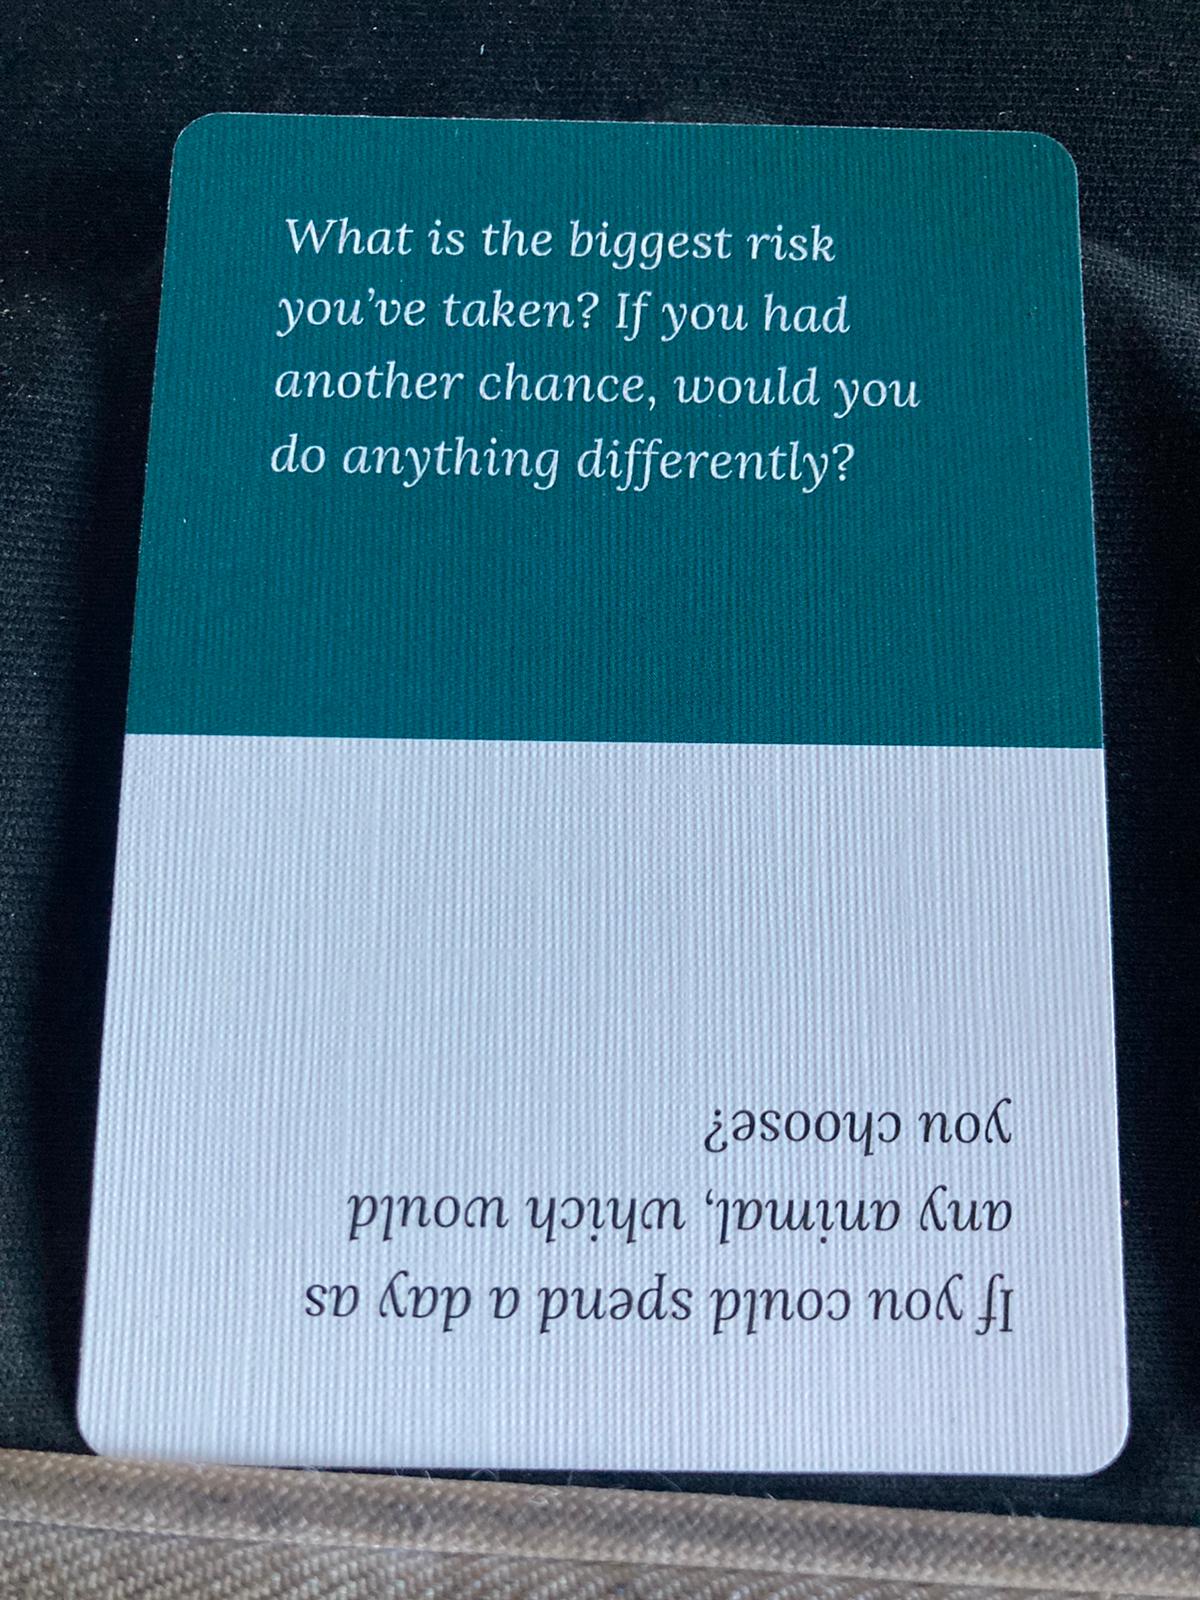 What is the biggest risk
you've taken? If you had
another chance, would you
do anything differently?
If you could spend a day as
any animal, which would
you choose?